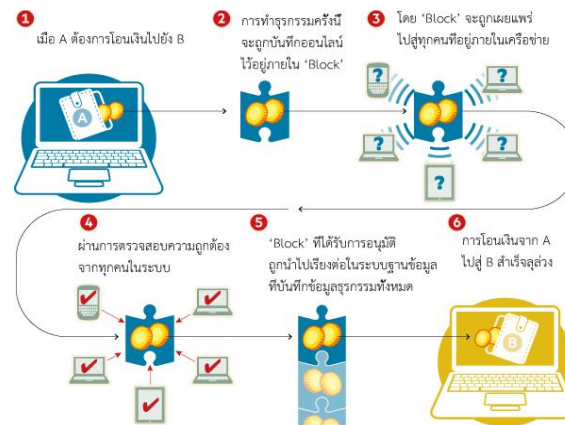 1
เมื่อ A ต้องการโอนเงินไปยัง B
A
2
การทำธุรกรรมครั้งนี้
จะถูกบันทึกออนไลน์
ไว้อยู่ภายใน ‘Block’
3
โดย ‘Block’ จะถูกเผยแพร่
ไปสู่ทุกคนที่อยู่ภายในเครือข่าย
?
?
?
?
?
4
ผ่านการตรวจสอบความถูกต้อง
จากทุกคนในระบบ
5
‘Block’ ที่ได้รับการอนุมัติ
ถูกนำไปเรียงต่อในระบบฐานข้อมูล
ที่บันทึกข้อมูลธุรกรรมทั้งหมด
6
การโอนเงินจาก A
ไปสู่ B สำเร็จลุล่วง
B